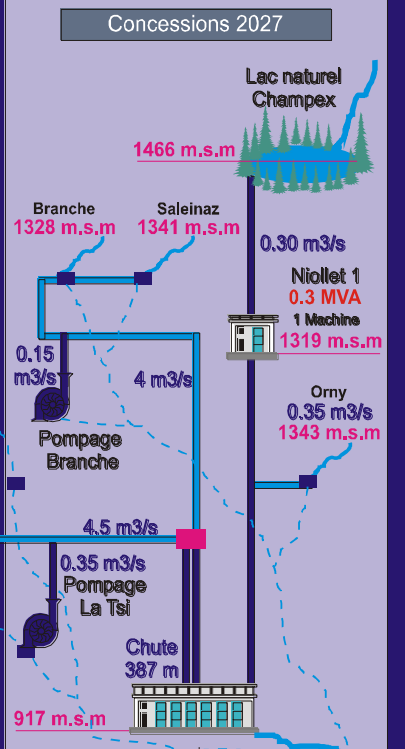 Concessions 2027
Lac naturel
Champex
1466 m.s.m
Branche
1328 m.s.m
Saleinaz
1341 m.s.m
0.30 m3/s
Niollet 1
0.3 MVA
1 Machine
1319 m.s.m
0.15
m3/s
4 m3/s
Orny
0.35 m3/s
1343 m.s.m
Pompage
Branche
4.5 m3/s
0.35 m3/s
Pompage
La Tsi
Chute
387 m
917 m.s.m